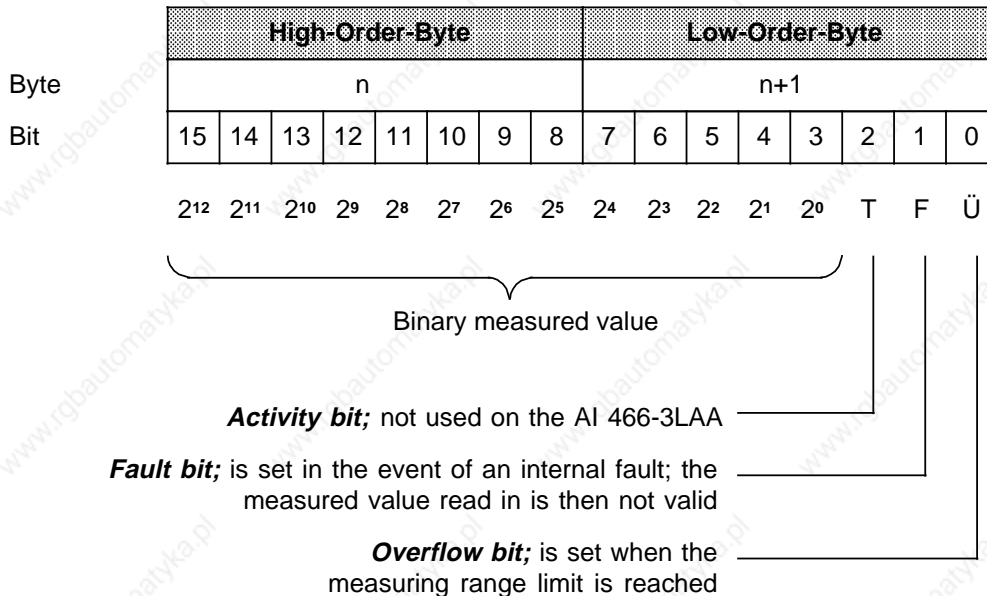 High-Order-Byte Low-Order-Byte
Byte n n+1
Bit 15 14 13 12 11 10 9 8 7 6 5 4 3 2 1 0
2¹² 2¹¹ 2¹⁰ 2⁹ 2⁸ 2⁷ 2⁶ 2⁵ 2⁴ 2³ 2² 2¹ 2⁰ T F Ü
Binary measured value
Activity bit; not used on the AI 466-3LAA
Fault bit; is set in the event of an internal fault; the
measured value read in is then not valid
Overflow bit; is set when the
measuring range limit is reached
www.rgbautomatyka.pl